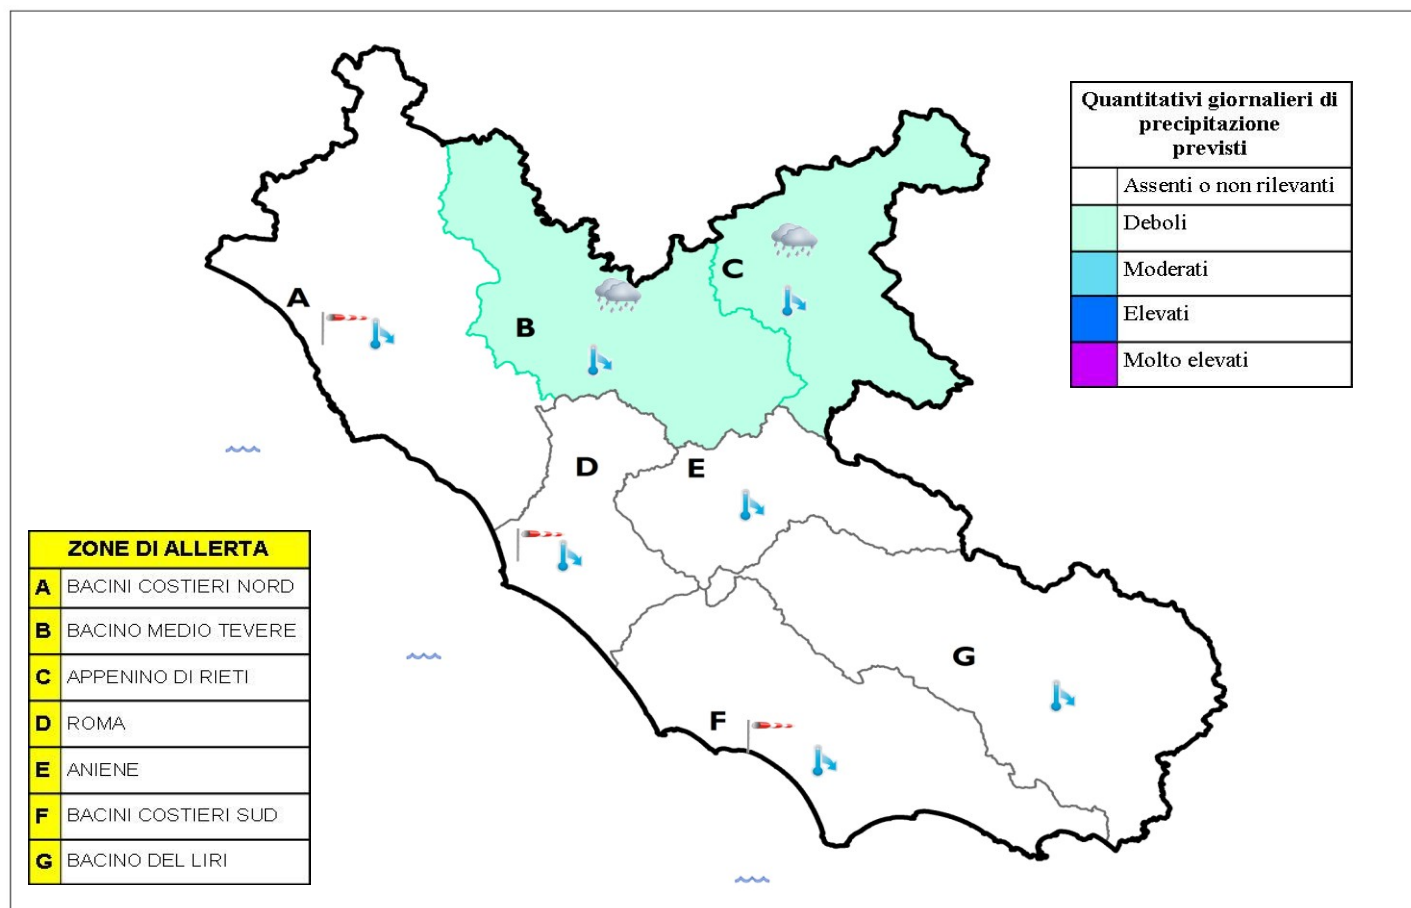 Quantitativi giornalieri di
precipitazione
previsti
Assenti o non rilevanti
Deboli
Moderati
Elevati
Molto elevati
C
A
B
D
E
G
F
ZONE DI ALLERTA
A BACINI COSTIERI NORD
B BACINO MEDIO TEVERE
C APPENINO DI RIETI
D ROMA
E ANIENE
F BACINI COSTIERI SUD
G BACINO DEL LIRI